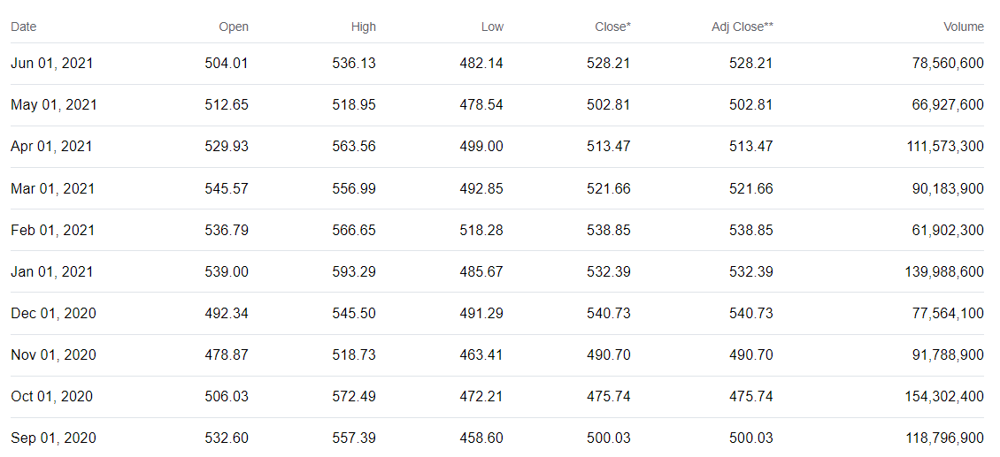 Date Open High Low Close* Adj Close** Volume
Jun 01, 2021 504.01 536.13 482.14 528.21 528.21 78,560,600
May 01, 2021 512.65 518.95 478.54 502.81 502.81 66,927,600
Apr 01, 2021 529.93 563.56 499.00 513.47 513.47 111,573,300
Mar 01, 2021 545.57 556.99 492.85 521.66 521.66 90,183,900
Feb 01, 2021 536.79 566.65 518.28 538.85 538.85 61,902,300
Jan 01, 2021 539.00 593.29 485.67 532.39 532.39 139,988,600
Dec 01, 2020 492.34 545.50 491.29 540.73 540.73 77,564,100
Nov 01, 2020 478.87 518.73 463.41 490.70 490.70 91,788,900
Oct 01, 2020 506.03 572.49 472.21 475.74 475.74 154,302,400
Sep 01, 2020 532.60 557.39 458.60 500.03 500.03 118,796,900